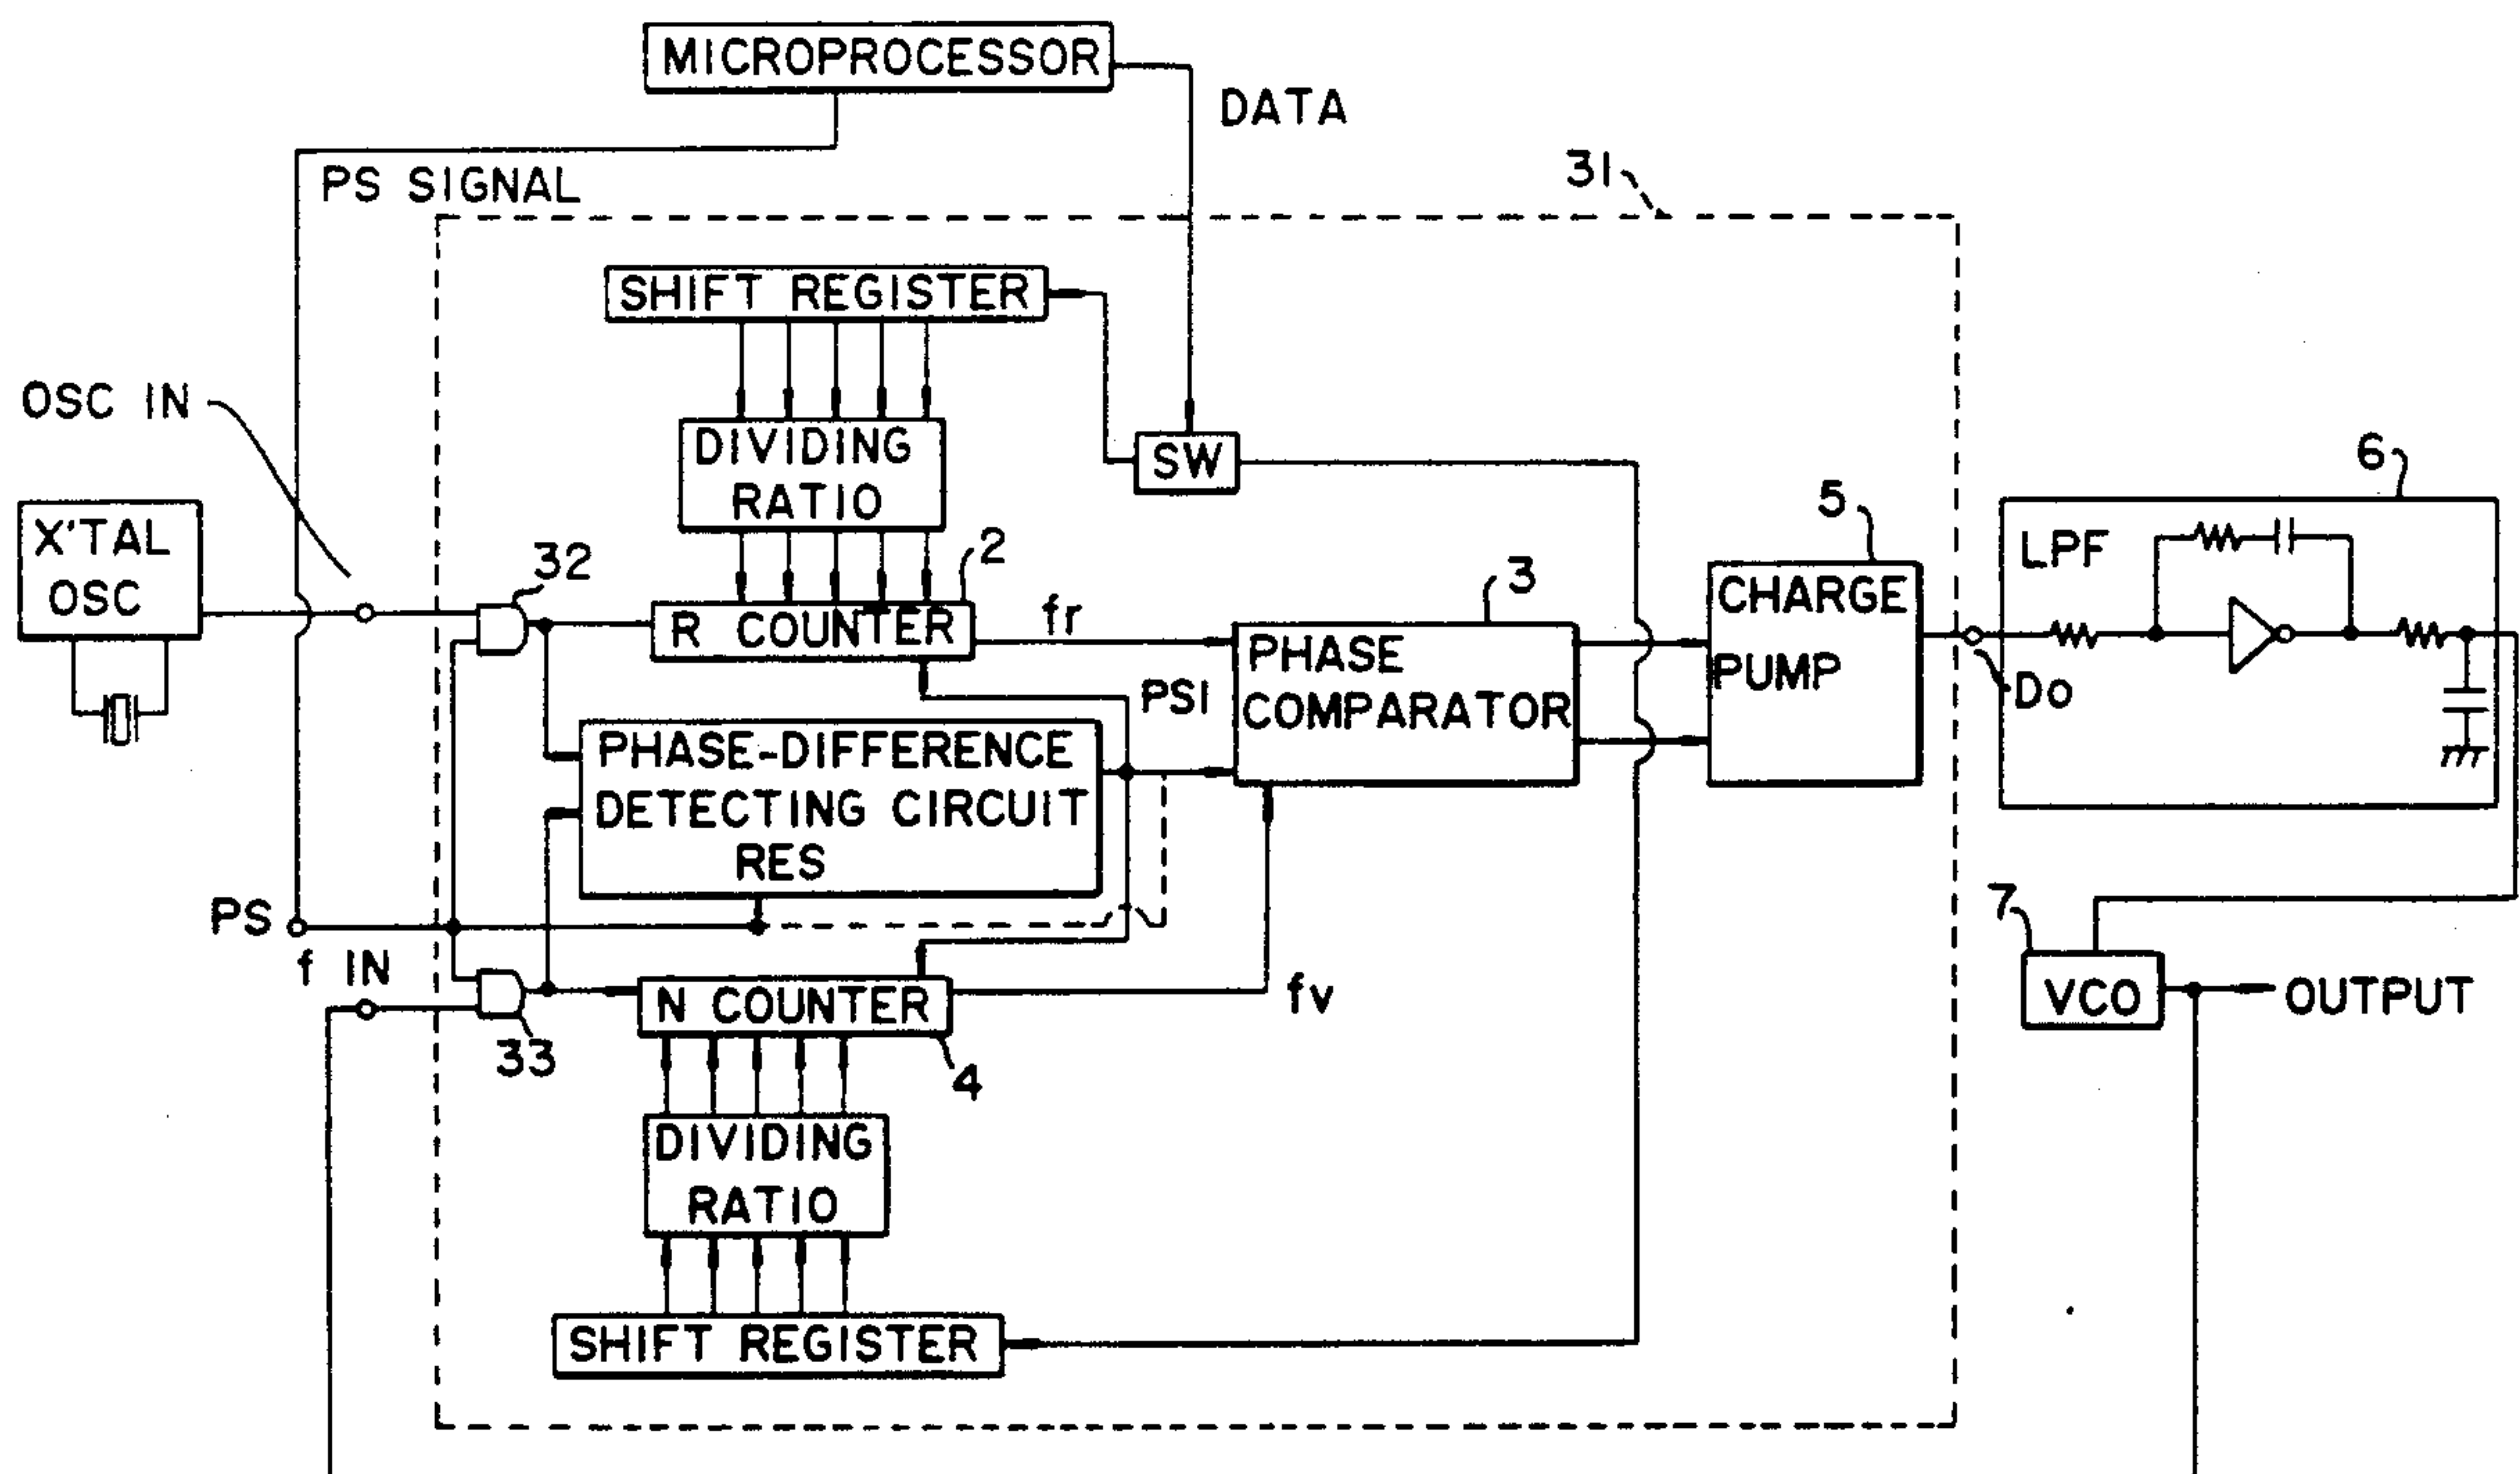 MICROPROCESSOR
DATA
PS SIGNAL
31
SHIFT REGISTER
OSC IN
DIVIDING
RATIO
SW
6
X'TAL
OSC
32
2
3
5
LPF
R COUNTER
fr
CHARGE
PUMP
PHASE
COMPARATOR
PS1
Do
PHASE-DIFFERENCE
DETECTING CIRCUIT
RES
PS
7
f IN
N COUNTER
fv
VCO
OUTPUT
33
4
DIVIDING
RATIO
SHIFT REGISTER